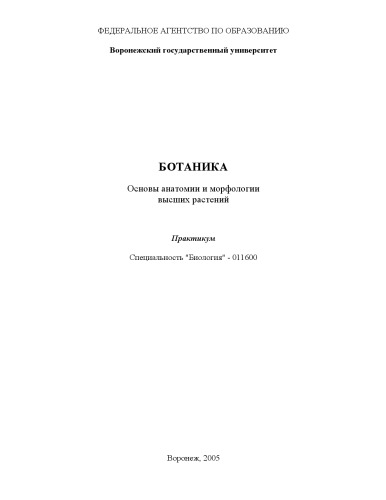 ФЕДЕРАЛЬНОЕ АГЕНТСТВО ПО ОБРАЗОВАНИЮ
Воронежский государственный университет
БОТАНИКА
Основы анатомии и морфологии
высших растений
Практикум
Специальность "Биология" - 011600
Воронеж, 2005